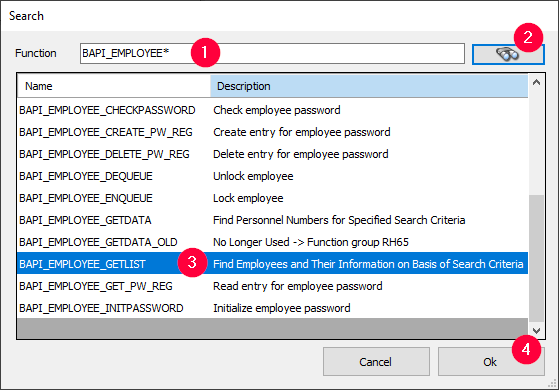 Search
Function BAPI_EMPLOYEE* 1 2
Name Description
BAPI_EMPLOYEE_CHECKPASSWORD Check employee password
BAPI_EMPLOYEE_CREATE_PW_REG Create entry for employee password
BAPI_EMPLOYEE_DELETE_PW_REG Delete entry for employee password
BAPI_EMPLOYEE_DEQUEUE Unlock employee
BAPI_EMPLOYEE_ENQUEUE Lock employee
BAPI_EMPLOYEE_GETDATA Find Personnel Numbers for Specified Search Criteria
BAPI_EMPLOYEE_GETDATA_OLD No Longer Used -> Function group RH65
BAPI_EMPLOYEE_GETLIST 3 Find Employees and Their Information on Basis of Search Criteria
BAPI_EMPLOYEE_GET_PW_REG Read entry for employee password
BAPI_EMPLOYEE_INITPASSWORD Initialize employee password
Cancel Ok 4